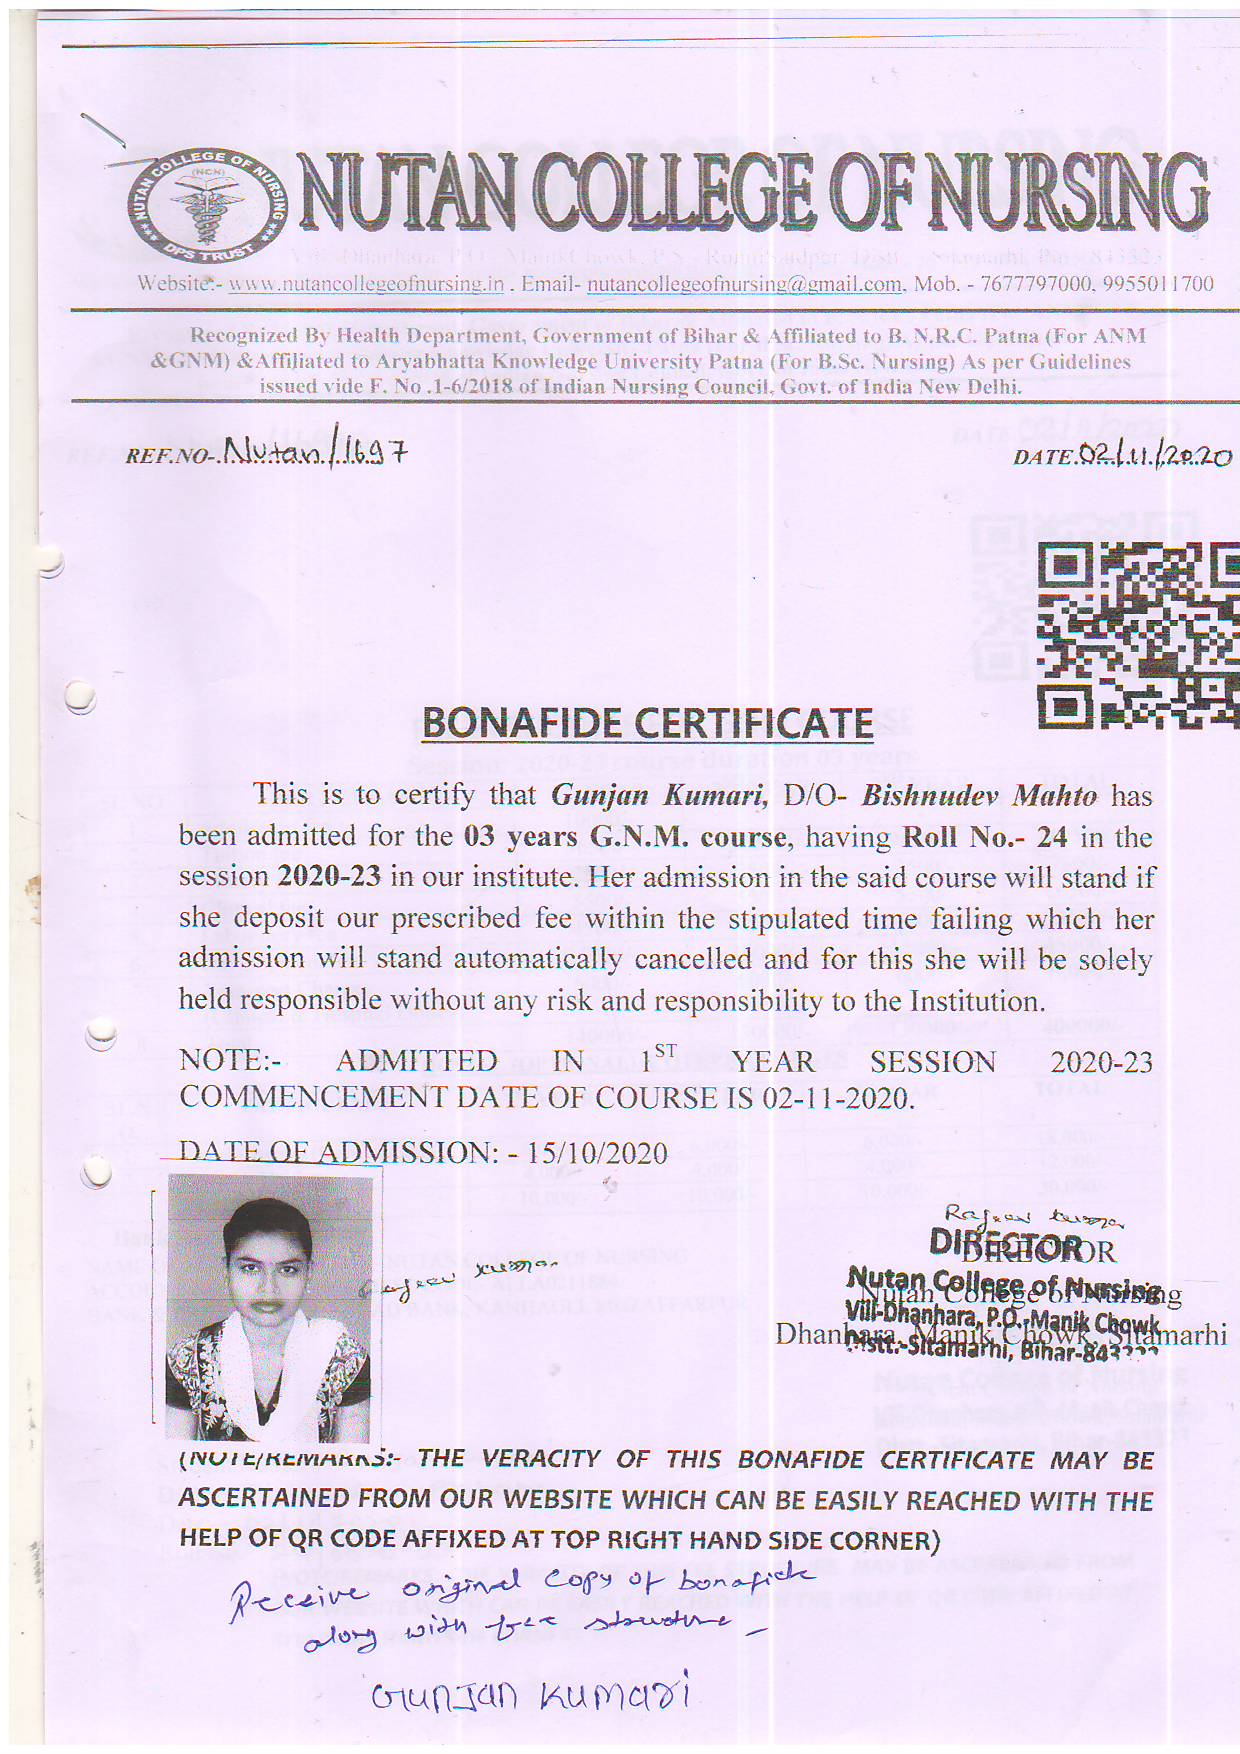 NUTAN COLLEGE OF NURSING
(NCN)
DPS TRUST
NUTAN COLLEGE OF NURSING
Website:- www.nutancollegeofnursing.in . Email- nutancollegeofnursing@gmail.com, Mob. - 7677797000, 9955011700
Recognized By Health Department, Government of Bihar & Affiliated to B. N.R.C. Patna (For ANM
&GNM) &Affiliated to Aryabhatta Knowledge University Patna (For B.Sc. Nursing) As per Guidelines
issued vide F. No .1-6/2018 of Indian Nursing Council, Govt. of India New Delhi.
REF.NO-.Nutan/1697
DATE.02/11/2020
BONAFIDE CERTIFICATE
This is to certify that Gunjan Kumari, D/O- Bishnudev Mahto has
been admitted for the 03 years G.N.M. course, having Roll No.- 24 in the
session 2020-23 in our institute. Her admission in the said course will stand if
she deposit our prescribed fee within the stipulated time failing which her
admission will stand automatically cancelled and for this she will be solely
held responsible without any risk and responsibility to the Institution.
NOTE:- ADMITTED IN 1ST YEAR SESSION 2020-23
COMMENCEMENT DATE OF COURSE IS 02-11-2020.
DATE OF ADMISSION: - 15/10/2020
Rajeev Kumar
Rajeev Kumar
DIRECTOR
DIRECTOR
Nutan College of Nursing
Nutan College of Nursing
Vill-Dhanhara, P.O.-Manik Chowk
Dhanhara, Manik Chowk, Sitamarhi
Distt.-Sitamarhi, Bihar-843
(NOTE/REMARKS:- THE VERACITY OF THIS BONAFIDE CERTIFICATE MAY BE
ASCERTAINED FROM OUR WEBSITE WHICH CAN BE EASILY REACHED WITH THE
HELP OF QR CODE AFFIXED AT TOP RIGHT HAND SIDE CORNER)
Receive original copy of bonafide
along with fee structure
GUNJAN KUMARI